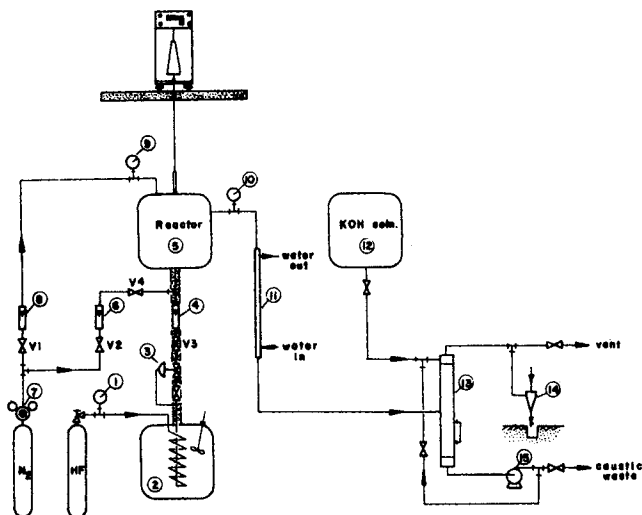 9
10
Reactor
5
KOH soln.
12
water
out
V4
8
6
4
11
V1
V2
3
V3
water
in
vent
13
14
7
1
N2
HF
2
15
caustic
waste